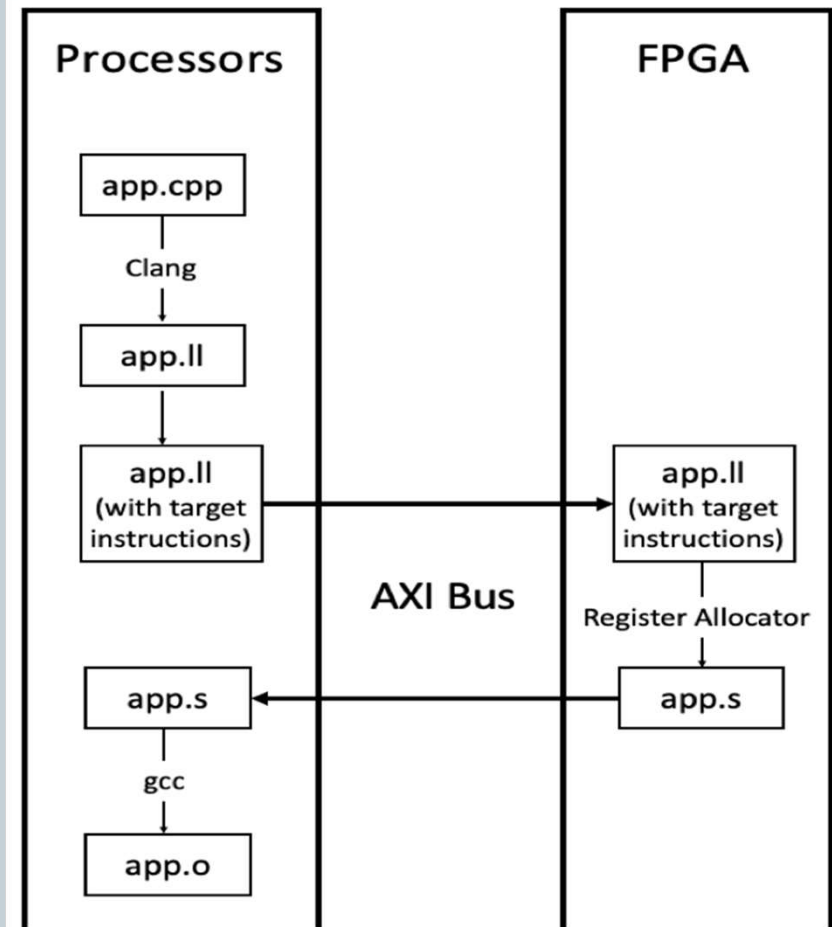 Processors
app.cpp
Clang
app.ll
app.ll
(with target
instructions)
app.s
gcc
app.o
AXI Bus
FPGA
app.ll
(with target
instructions)
Register Allocator
app.s